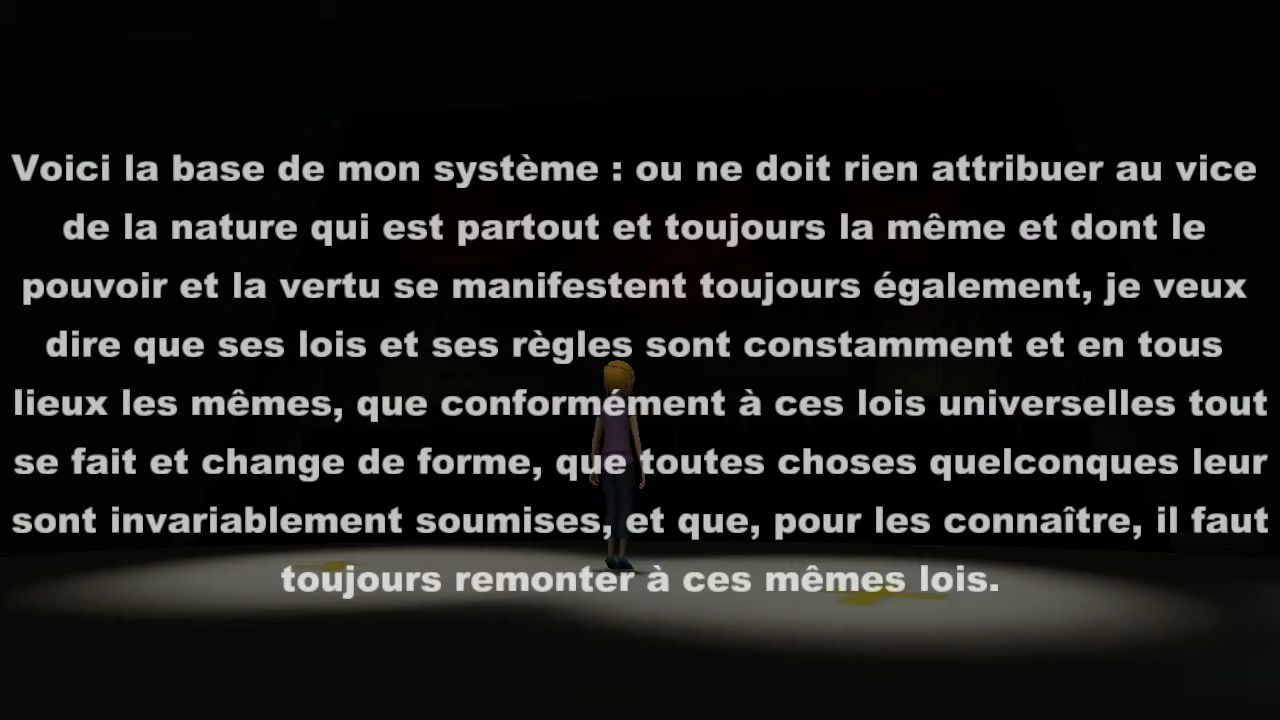 Voici la base de mon système : ou ne doit rien attribuer au vice
de la nature qui est partout et toujours la même et dont le
pouvoir et la vertu se manifestent toujours également, je veux
dire que ses lois et ses règles sont constamment et en tous
lieux les mêmes, que conformément à ces lois universelles tout
se fait et change de forme, que toutes choses quelconques leur
sont invariablement soumises, et que, pour les connaître, il faut
toujours remonter à ces mêmes lois.